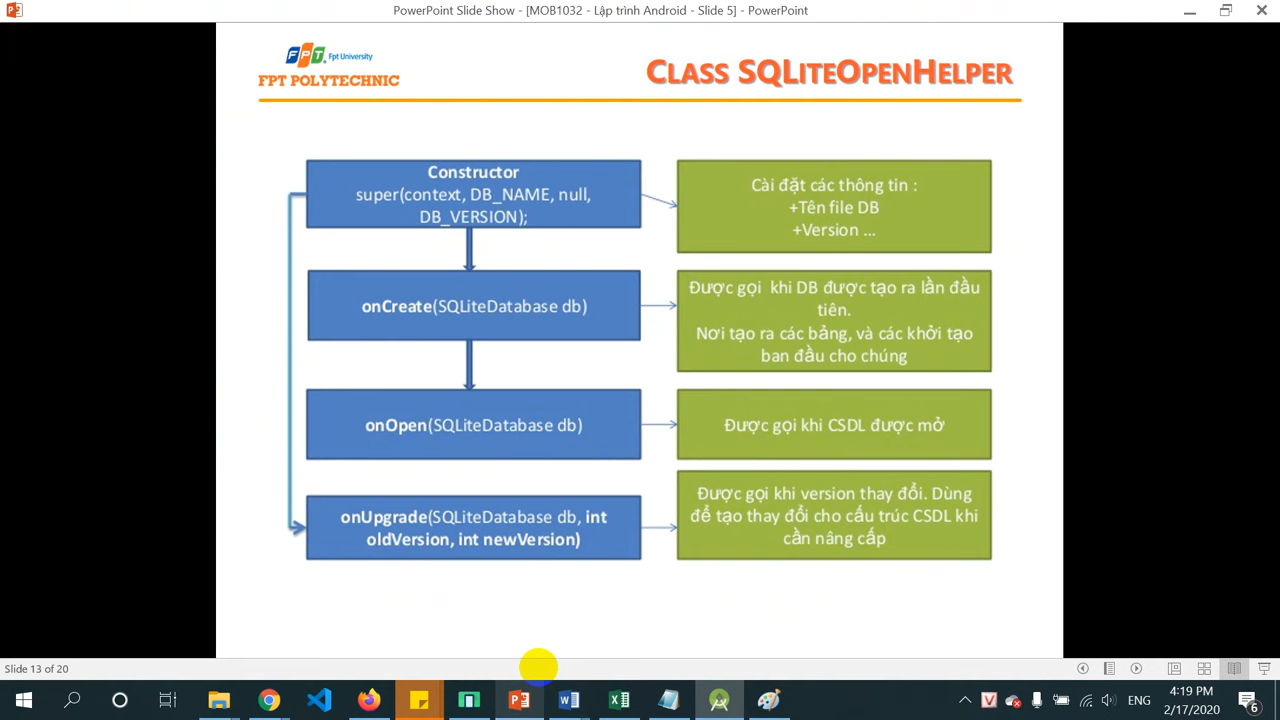 PowerPoint Slide Show - [MOB1032 - Lập trình Android - Slide 5] - PowerPoint
FPT. Fpt University
FPT POLYTECHNIC
CLASS SQLITEOPENHELPER
Constructor
super(context, DB_NAME, null,
DB_VERSION);
Cài đặt các thông tin :
+Tên file DB
+Version ...
onCreate(SQLiteDatabase db)
Được gọi khi DB được tạo ra lần đầu
tiên.
Nơi tạo ra các bảng, và các khởi tạo
ban đầu cho chúng
onOpen(SQLiteDatabase db)
Được gọi khi CSDL được mở
onUpgrade(SQLiteDatabase db, int
oldVersion, int newVersion)
Được gọi khi version thay đổi. Dùng
để tạo thay đổi cho cấu trúc CSDL khi
cần nâng cấp
Slide 13 of 20
ENG
4:19 PM
2/17/2020
6